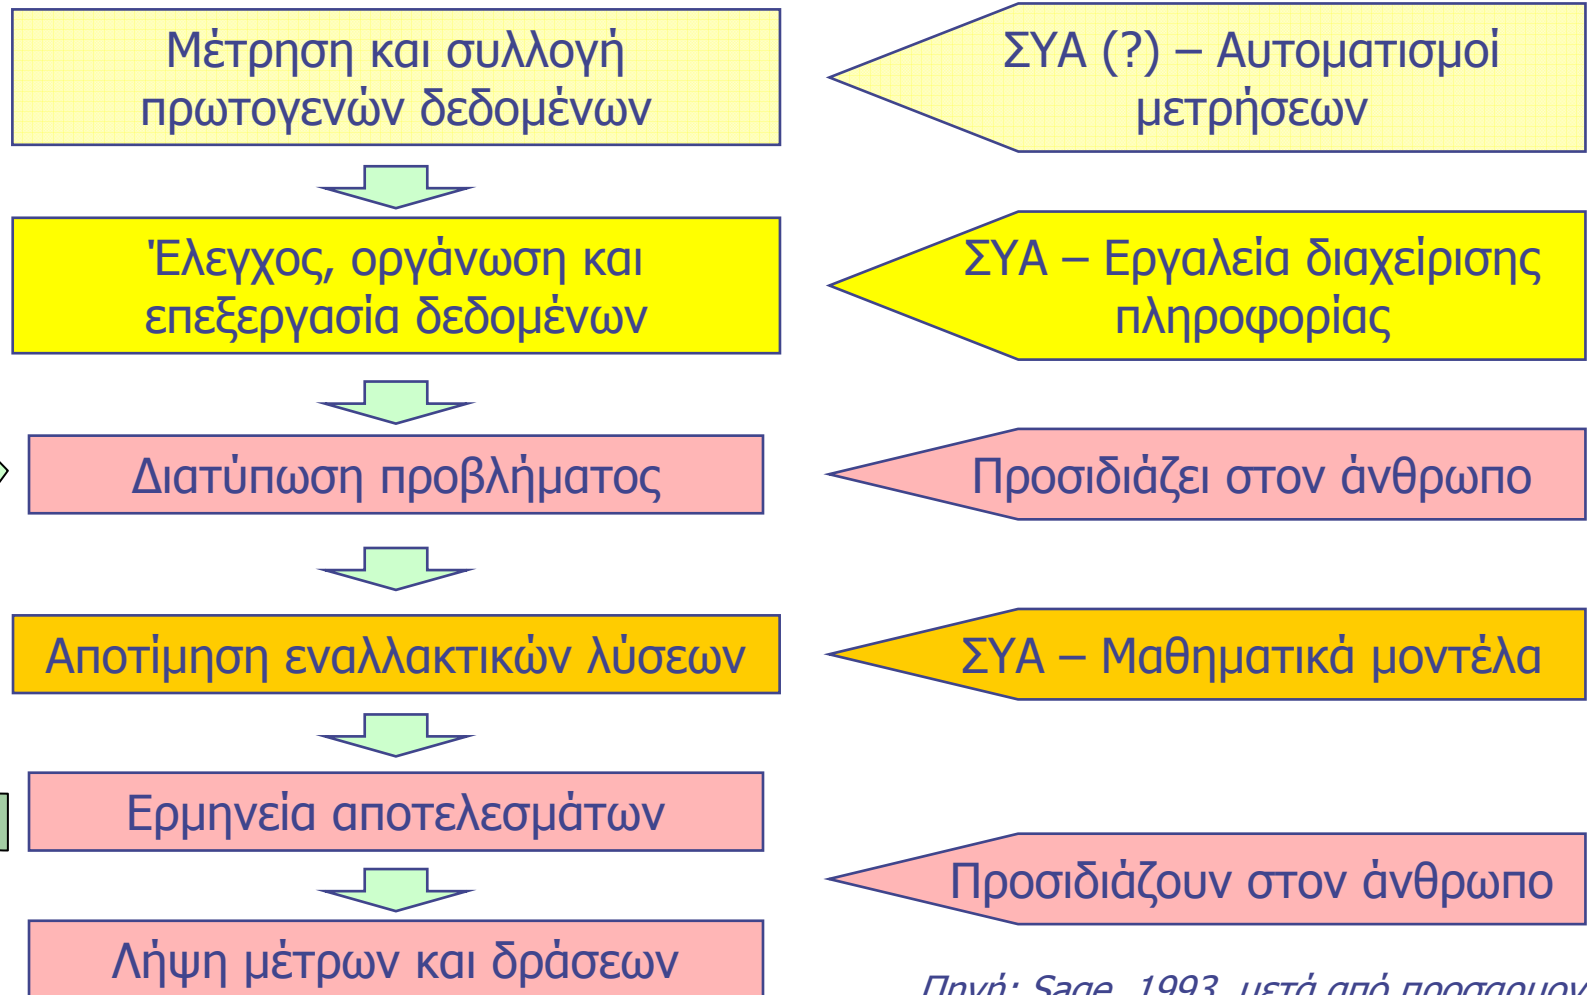 Μέτρηση και συλλογή
πρωτογενών δεδομένων
ΣΥΑ (?) – Αυτοματισμοί
μετρήσεων
Έλεγχος, οργάνωση και
επεξεργασία δεδομένων
ΣΥΑ – Εργαλεία διαχείρισης
πληροφορίας
Διατύπωση προβλήματος
Προσιδιάζει στον άνθρωπο
Αποτίμηση εναλλακτικών λύσεων
ΣΥΑ – Μαθηματικά μοντέλα
Ερμηνεία αποτελεσμάτων
Προσιδιάζουν στον άνθρωπο
Λήψη μέτρων και δράσεων
Πηγή: Sage, 1993, μετά από